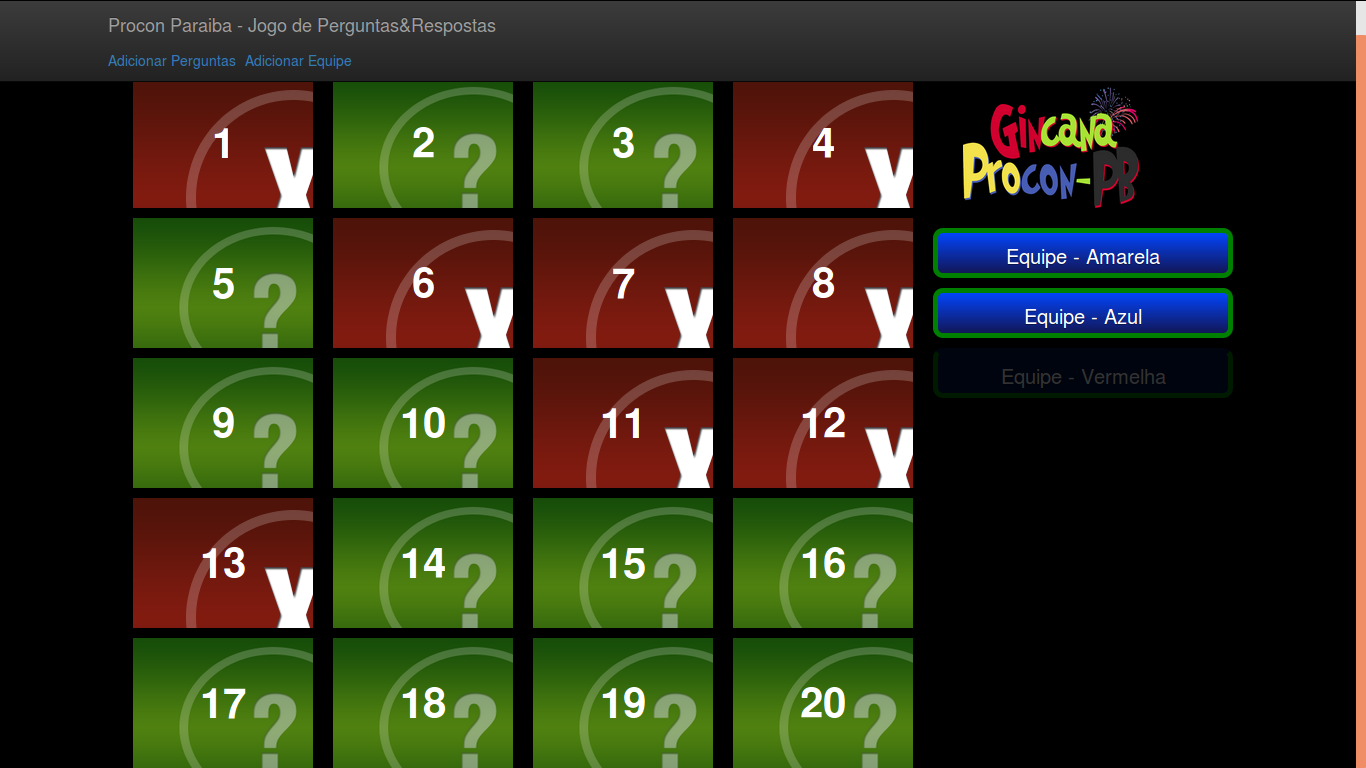 Procon Paraiba - Jogo de Perguntas&Respostas
Adicionar Perguntas Adicionar Equipe
1 X
2 ?
3 ?
4 X
5 ?
6 X
7 X
8 X
9 ?
10 ?
11 X
12 X
13 X
14 ?
15 ?
16 ?
17 ?
18 ?
19 ?
20 ?
Gincana
Procon-PB
Equipe - Amarela
Equipe - Azul
Equipe - Vermelha